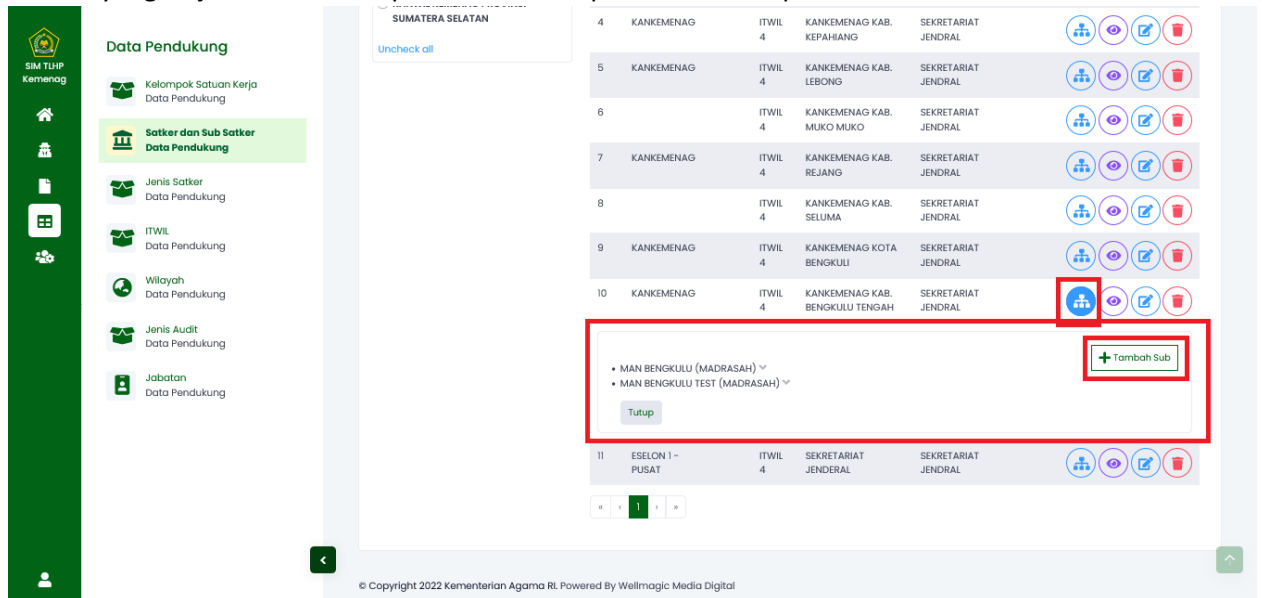 SUMATERA SELATAN
Uncheck all
SIM TLHP
Kemenag
Data Pendukung
Kelompok Satuan Kerja
Data Pendukung
Satker dan Sub Satker
Data Pendukung
Jenis Satker
Data Pendukung
ITWIL
Data Pendukung
Wilayah
Data Pendukung
Jenis Audit
Data Pendukung
Jabatan
Data Pendukung
4 KANKEMENAG ITWIL KANKEMENAG KAB. SEKRETARIAT
4 KEPAHIANG JENDRAL
5 KANKEMENAG ITWIL KANKEMENAG KAB. SEKRETARIAT
4 LEBONG JENDRAL
6 ITWIL KANKEMENAG KAB. SEKRETARIAT
4 MUKO MUKO JENDRAL
7 KANKEMENAG ITWIL KANKEMENAG KAB. SEKRETARIAT
4 REJANG JENDRAL
8 ITWIL KANKEMENAG KAB. SEKRETARIAT
4 SELUMA JENDRAL
9 KANKEMENAG ITWIL KANKEMENAG KOTA SEKRETARIAT
4 BENGKULI JENDRAL
10 KANKEMENAG ITWIL KANKEMENAG KAB. SEKRETARIAT
4 BENGKULU TENGAH JENDRAL
+ Tambah Sub
• MAN BENGKULU (MADRASAH)
• MAN BENGKULU TEST (MADRASAH)
Tutup
11 ESELON 1 - ITWIL SEKRETARIAT SEKRETARIAT
PUSAT 4 JENDERAL JENDRAL
« ‹ 1 › »
© Copyright 2022 Kementerian Agama RI. Powered By Wellmagic Media Digital